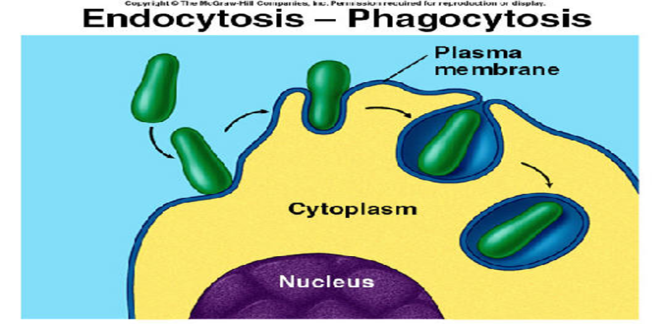 Copyright © The McGraw-Hill Companies, Inc. Permission required for reproduction or display.
Endocytosis – Phagocytosis
Plasma
membrane
Cytoplasm
Nucleus